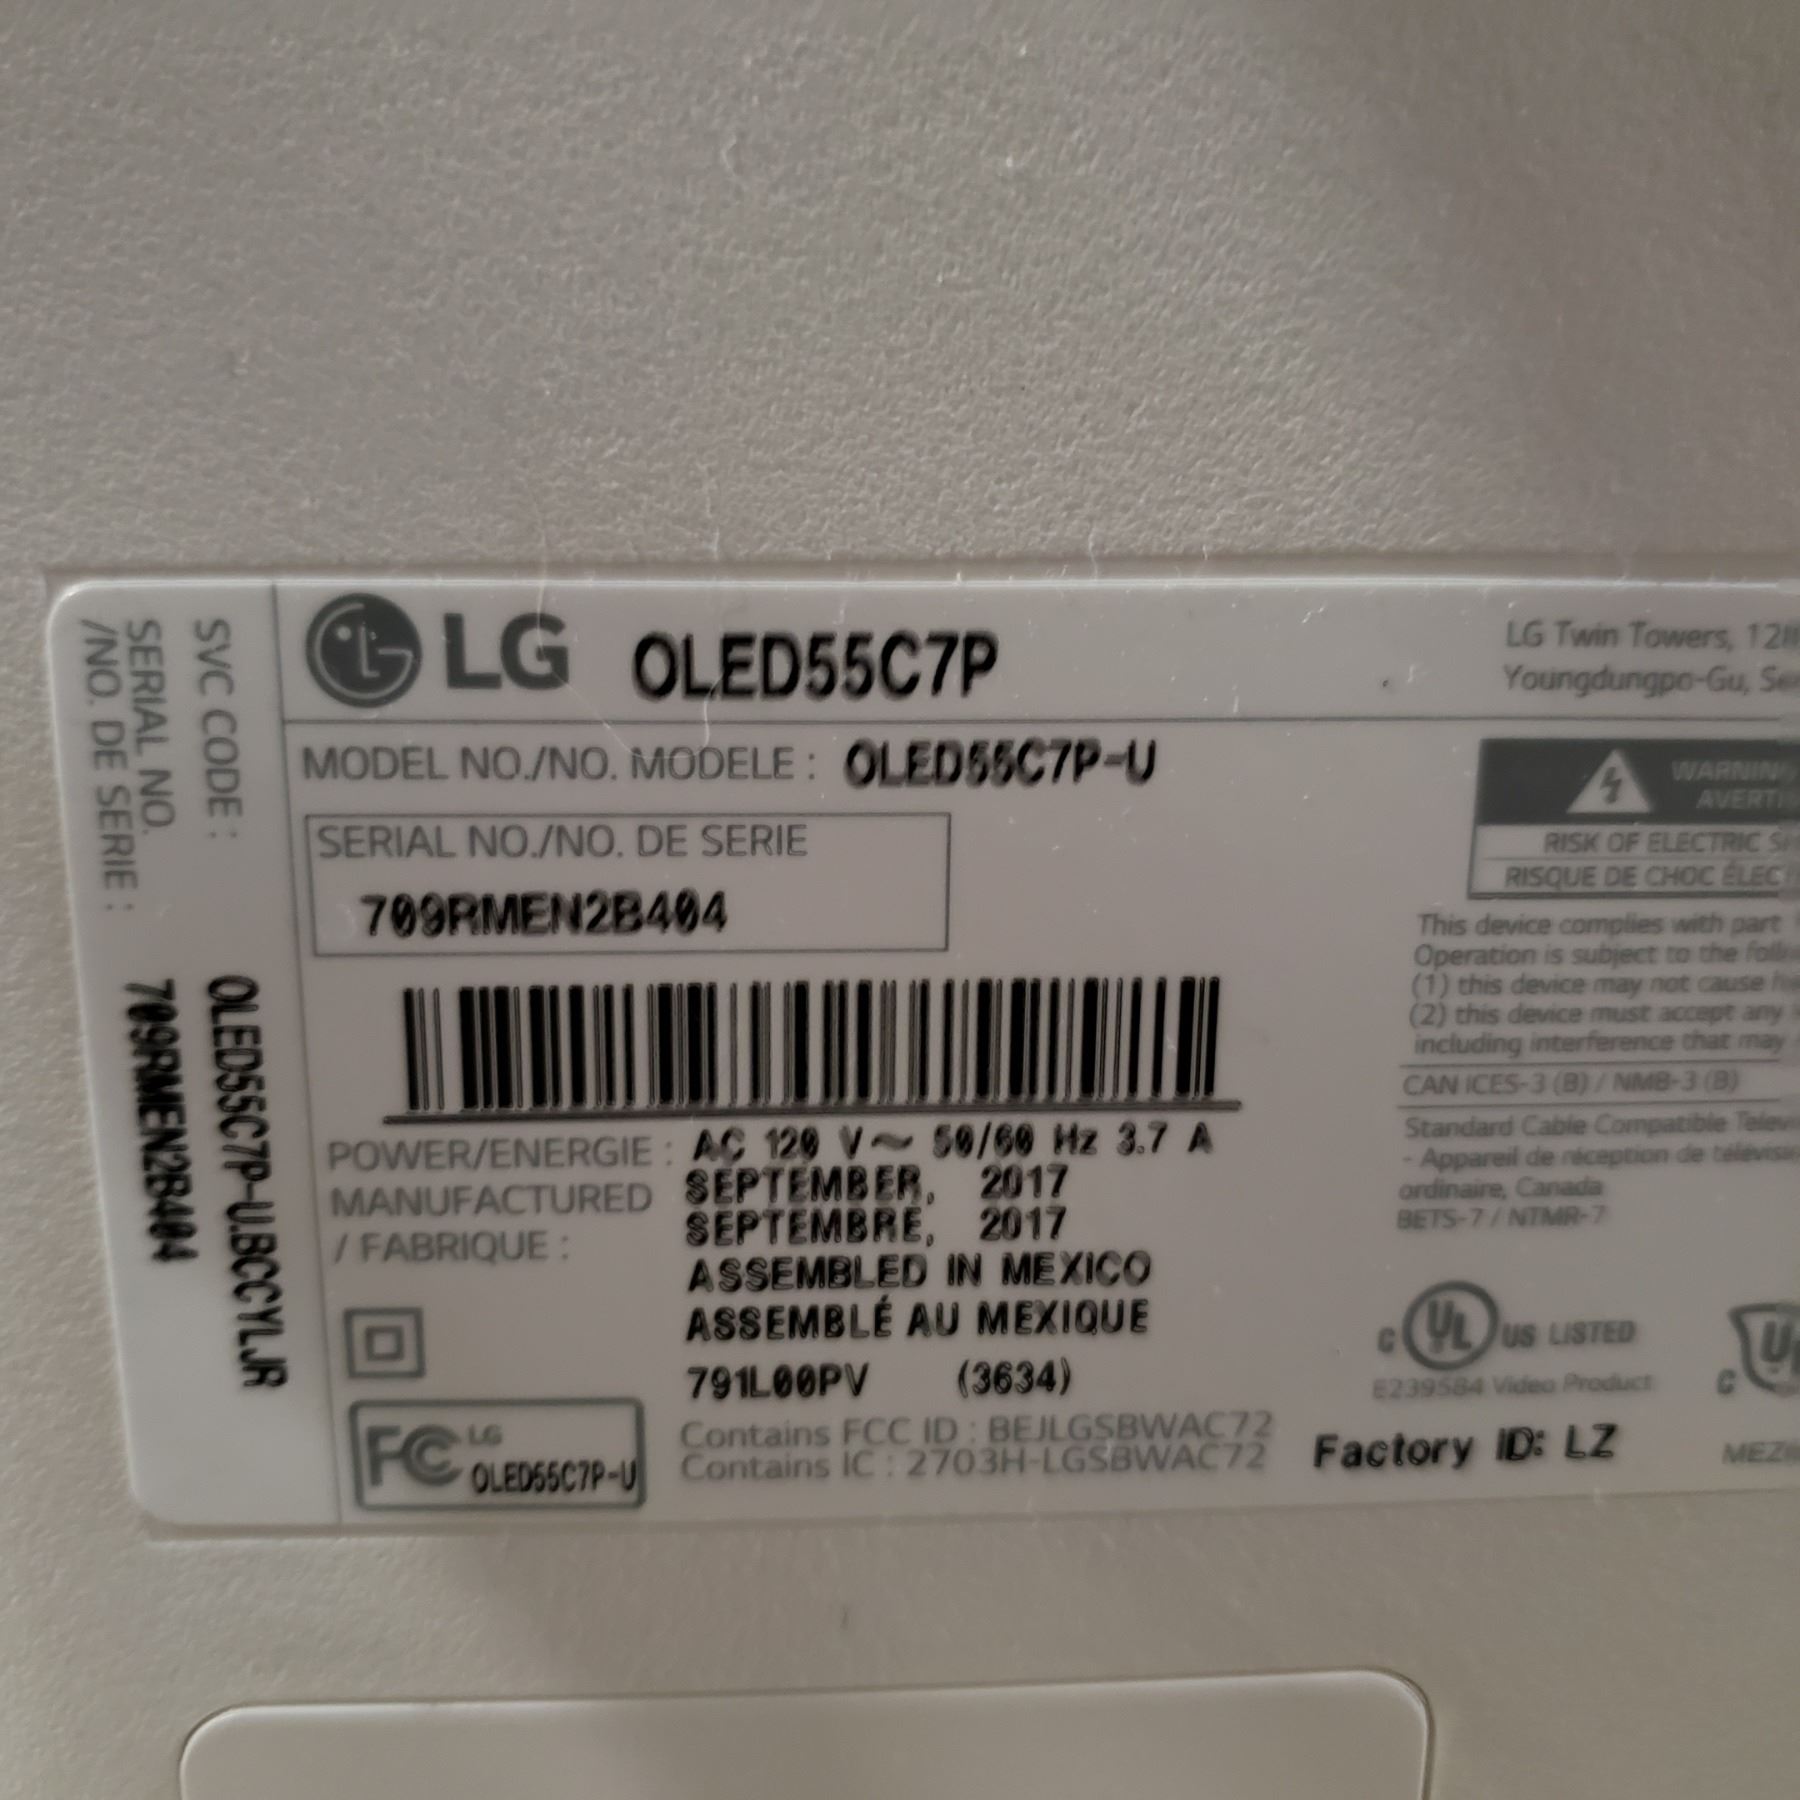 LG OLED55C7P
MODEL NO./NO. MODELE : OLED55C7P-U
SERIAL NO./NO. DE SERIE
709RMEN2B404
POWER/ENERGIE : AC 120 V~ 50/60 Hz 3.7 A
MANUFACTURED SEPTEMBER, 2017
/ FABRIQUE : SEPTEMBRE, 2017
ASSEMBLED IN MEXICO
ASSEMBLÉ AU MEXIQUE
791L00PV (3634)
FC LG
OLED55C7P-U
Contains FCC ID : BEJLGSBWAC72
Contains IC : 2703H-LGSBWAC72
Factory ID: LZ
SVC CODE : OLED55C7P-U.BCCYLJR
SERIAL NO.
/NO. DE SERIE : 709RMEN2B404
LG Twin Towers,
Youngdungpo-Gu,
WARNING
RISK OF ELECTRIC
RISQUE DE CHOC
This device complies with part
Operation is subject to the
(1) this device may not cause
(2) this device must accept any
including interference that may
CAN ICES-3 (B) / NMB-3 (B)
Standard Cable Compatible
- Appareil de réception de
ordinaire, Canada
BETS-7 / NTMR-7
C UL US LISTED
E239584 Video Product
C